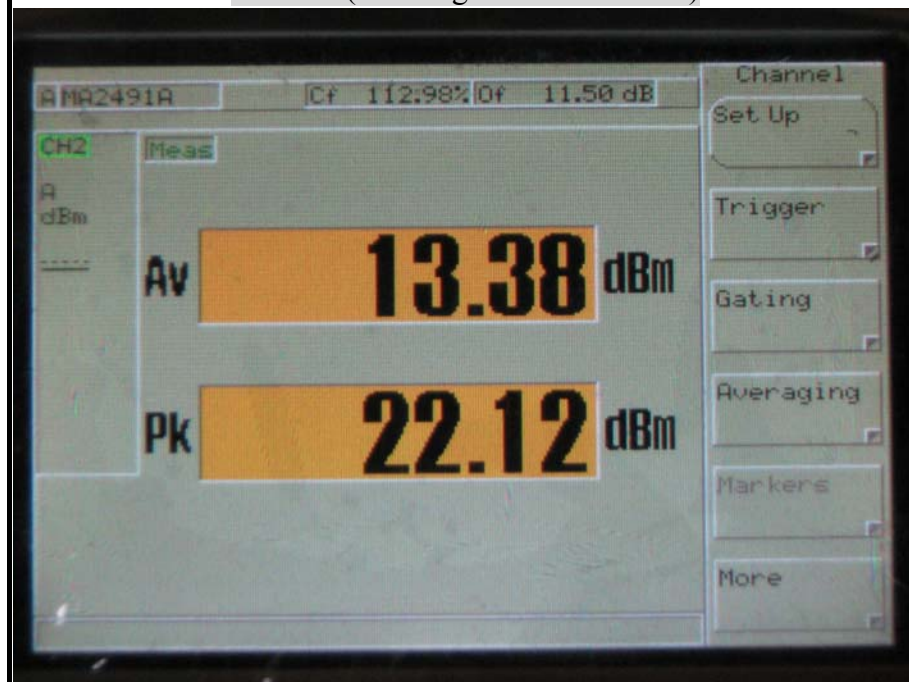 Channel
A MA2491A Cf 112.98% Of 11.50 dB
Set Up
CH2 Meas
A
dBm
Trigger
Av 13.38 dBm
Gating
Averaging
Pk 22.12 dBm
Markers
More